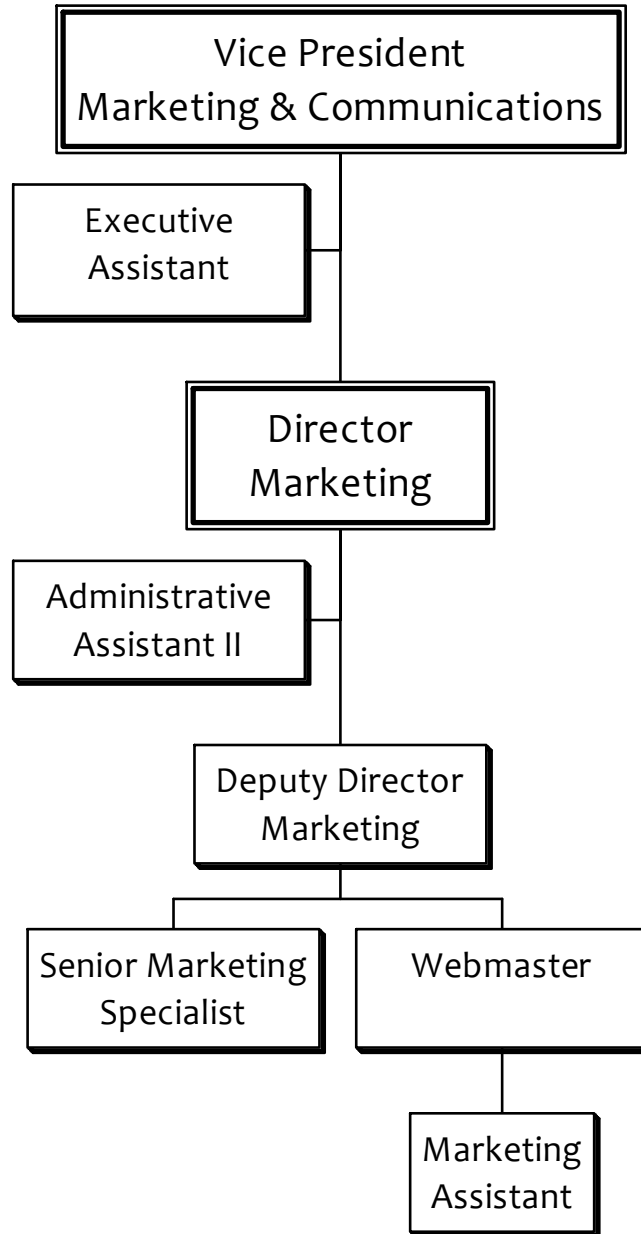 Vice President
Marketing & Communications
Executive
Assistant
Director
Marketing
Administrative
Assistant II
Deputy Director
Marketing
Senior Marketing
Specialist
Webmaster
Marketing
Assistant